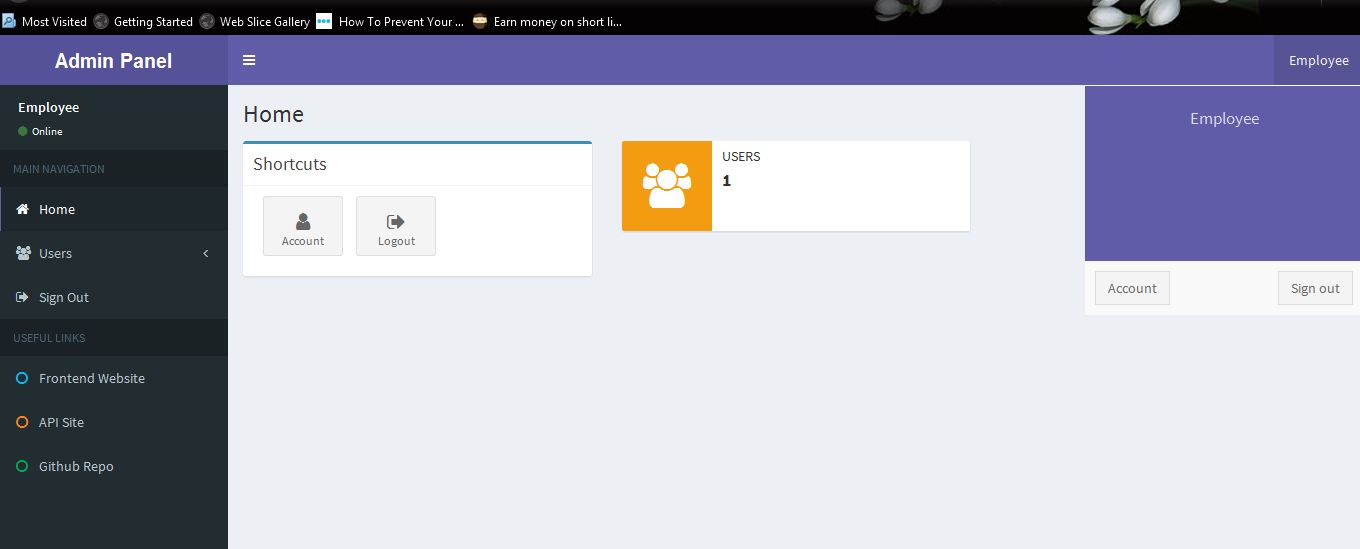 Most Visited Getting Started Web Slice Gallery How To Prevent Your ... Earn money on short li...
Admin Panel
Employee
Employee
Online
MAIN NAVIGATION
Home
Users
Sign Out
USEFUL LINKS
Frontend Website
API Site
Github Repo
Home
Shortcuts
Account
Logout
USERS
1
Employee
Account
Sign out